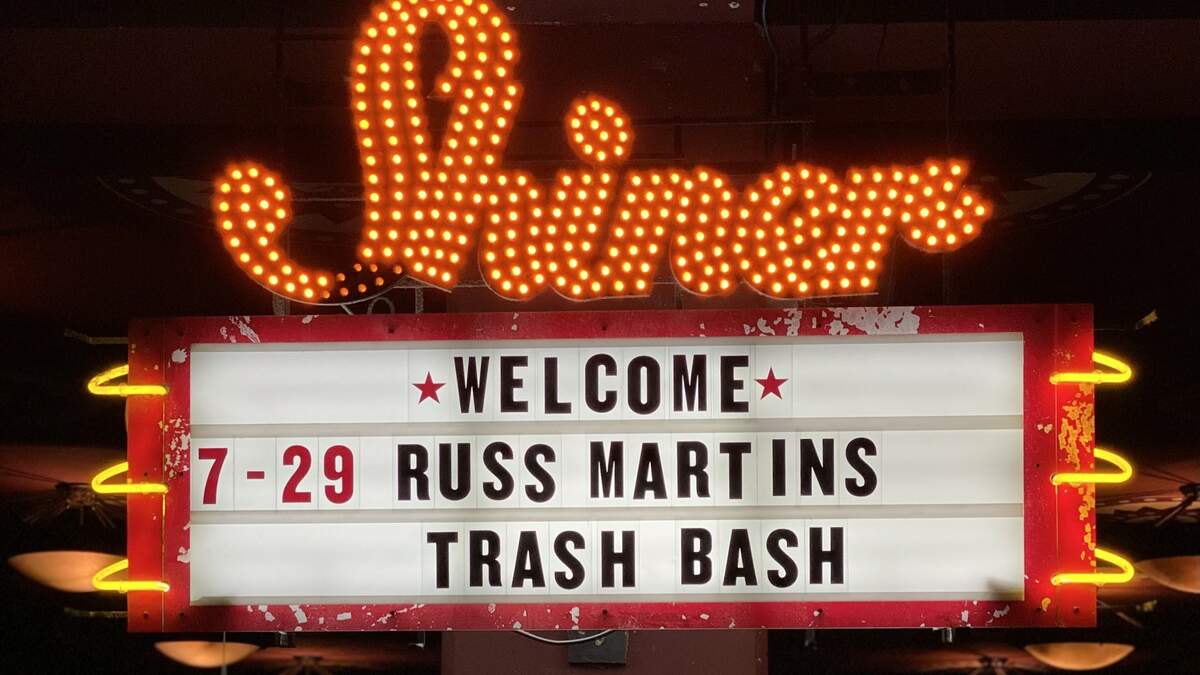 Shiner
★WELCOME★
7-29 RUSS MARTINS
TRASH BASH